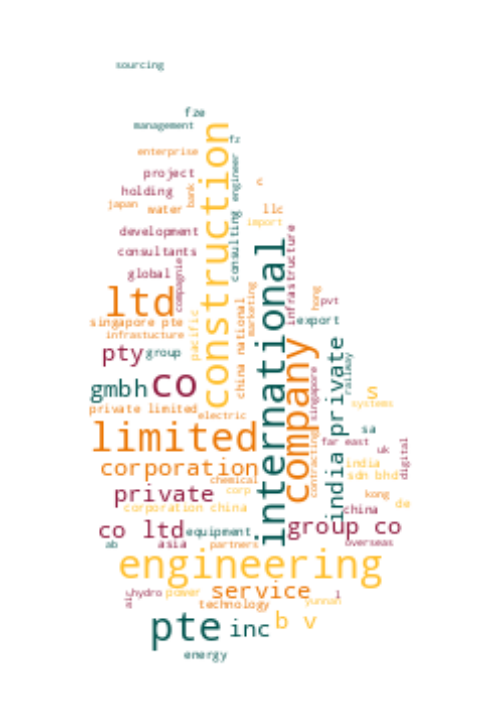 sourcing
fze
management
construction
fz
enterprise
engineer
project
c
holding
bank
japan
water
llc
consulting
import
development
infrastructure
consultants
international
global
compagnie
marketing
hong
pvt
ltd
china national
singapore pte
pacific
export
infrastucture
company
india private
pty
group
railway
singapore
gmbh
co
s
systems
private limited
electric
limited
contracting
sa
far east
uk
digital
corporation
india
chemical
sdn bhd
private
corp
kong
corporation china
de
china
co ltd
equipment
group co
ab
asia
partners
overseas
engineering
al
hydro
power
service
l
technology
yunnan
pte
inc
b v
energy